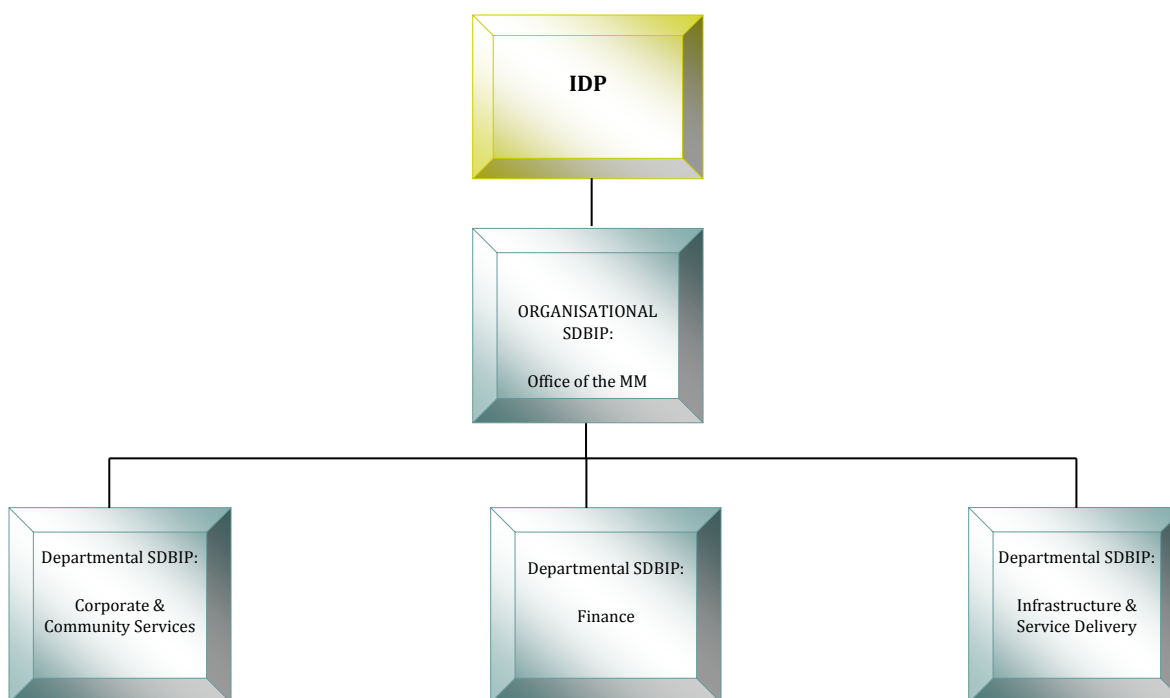 IDP
ORGANISATIONAL
SDBIP:
Office of the MM
Departmental SDBIP:
Corporate &
Community Services
Departmental SDBIP:
Finance
Departmental SDBIP:
Infrastructure &
Service Delivery